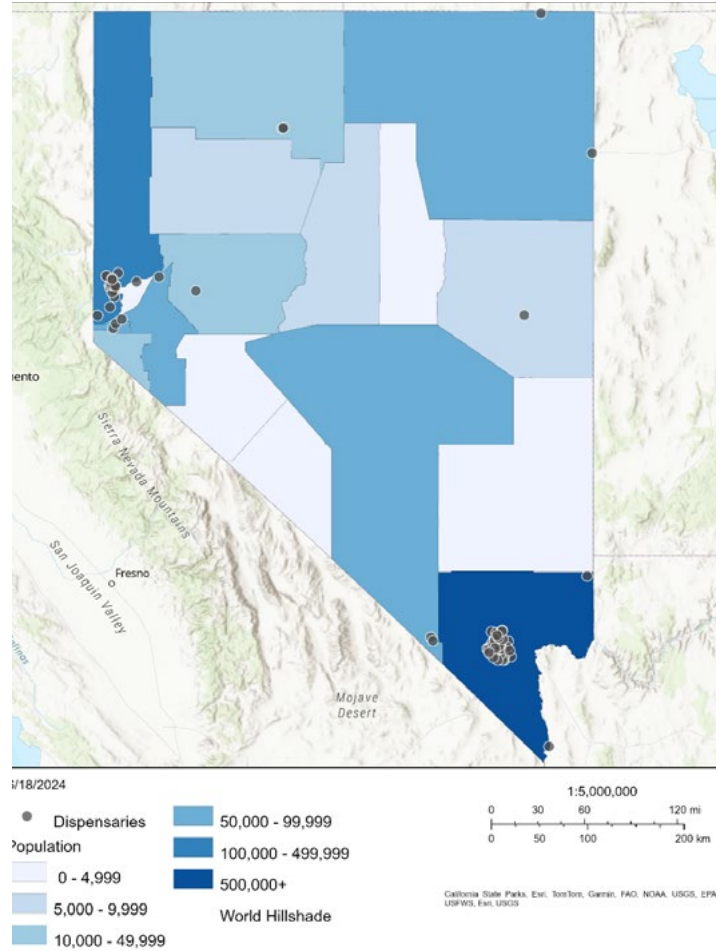 ento
Sierra Nevada Mountains
San Joaquin Valley
Fresno
Mojave
Desert
/18/2024
Dispensaries
Population
0 - 4,999
5,000 - 9,999
10,000 - 49,999
50,000 - 99,999
100,000 - 499,999
500,000+
World Hillshade
1:5,000,000
0 30 60 120 mi
0 50 100 200 km
California State Parks, Esri, TomTom, Garmin, FAO, NOAA, USGS, EPA
USFWS, Esri, USGS